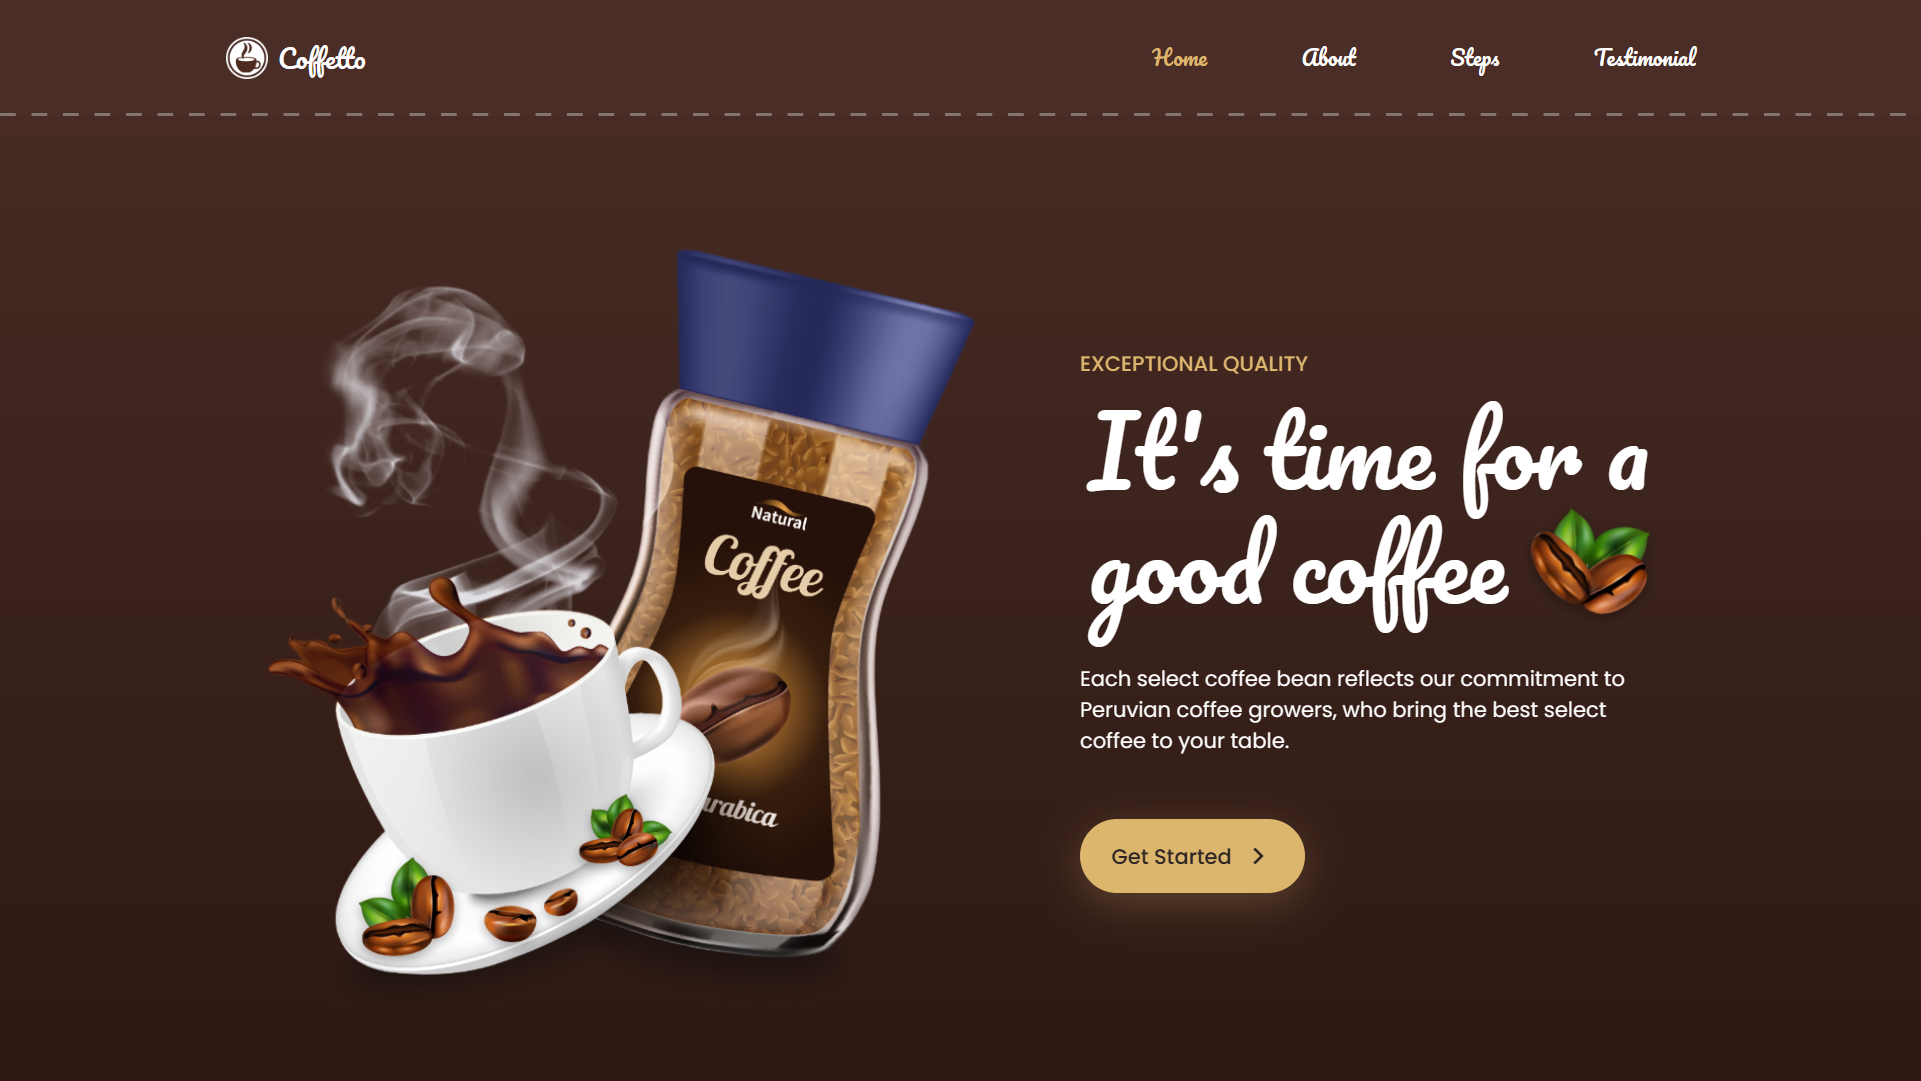 Coffetto
Home
About
Steps
Testimonial
Natural
Coffee
EXCEPTIONAL QUALITY
It's time for a
good coffee
Each select coffee bean reflects our commitment to
Peruvian coffee growers, who bring the best select
coffee to your table.
Get Started